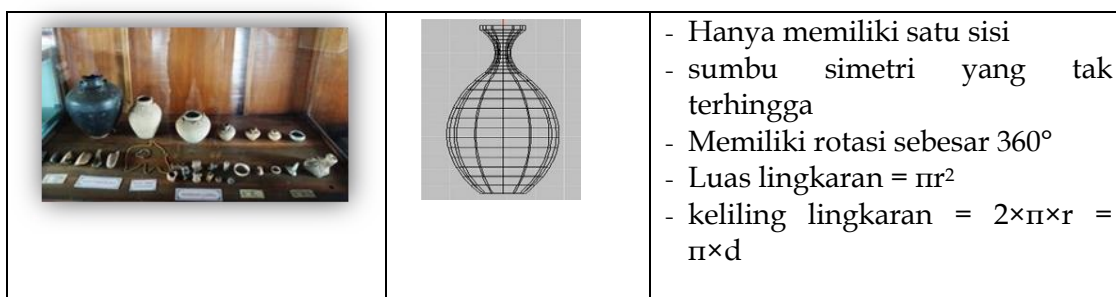 - Hanya memiliki satu sisi
- sumbu simetri yang tak
terhingga
- Memiliki rotasi sebesar 360°
- Luas lingkaran = πr²
- keliling lingkaran = 2×π×r =
π×d